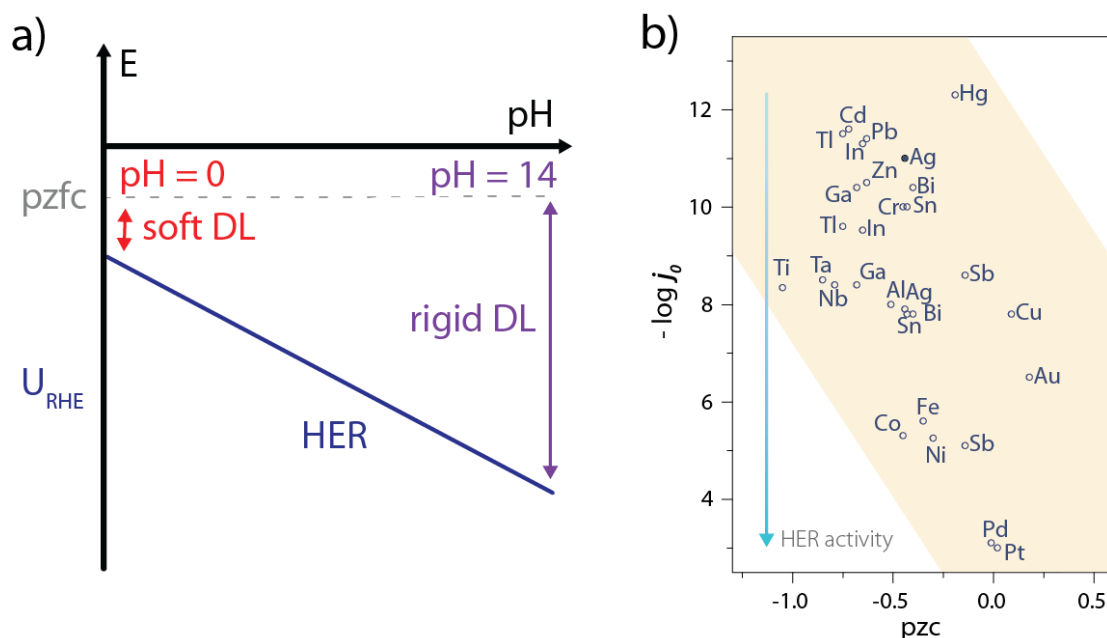 a)
E
pH
pH = 0
pH = 14
pzfc
soft DL
rigid DL
U_RHE
HER
b)
12
10
8
6
4
- log j_0
-1.0
-0.5
0.0
0.5
pzc
Hg
Cd
Tl
Pb
In
Ag
Zn
Ga
Bi
Cr
Sn
Tl
In
Ti
Ta
Nb
Ga
Sb
Al
Ag
Sn
Bi
Cu
Au
Fe
Co
Ni
Sb
Pd
Pt
HER activity